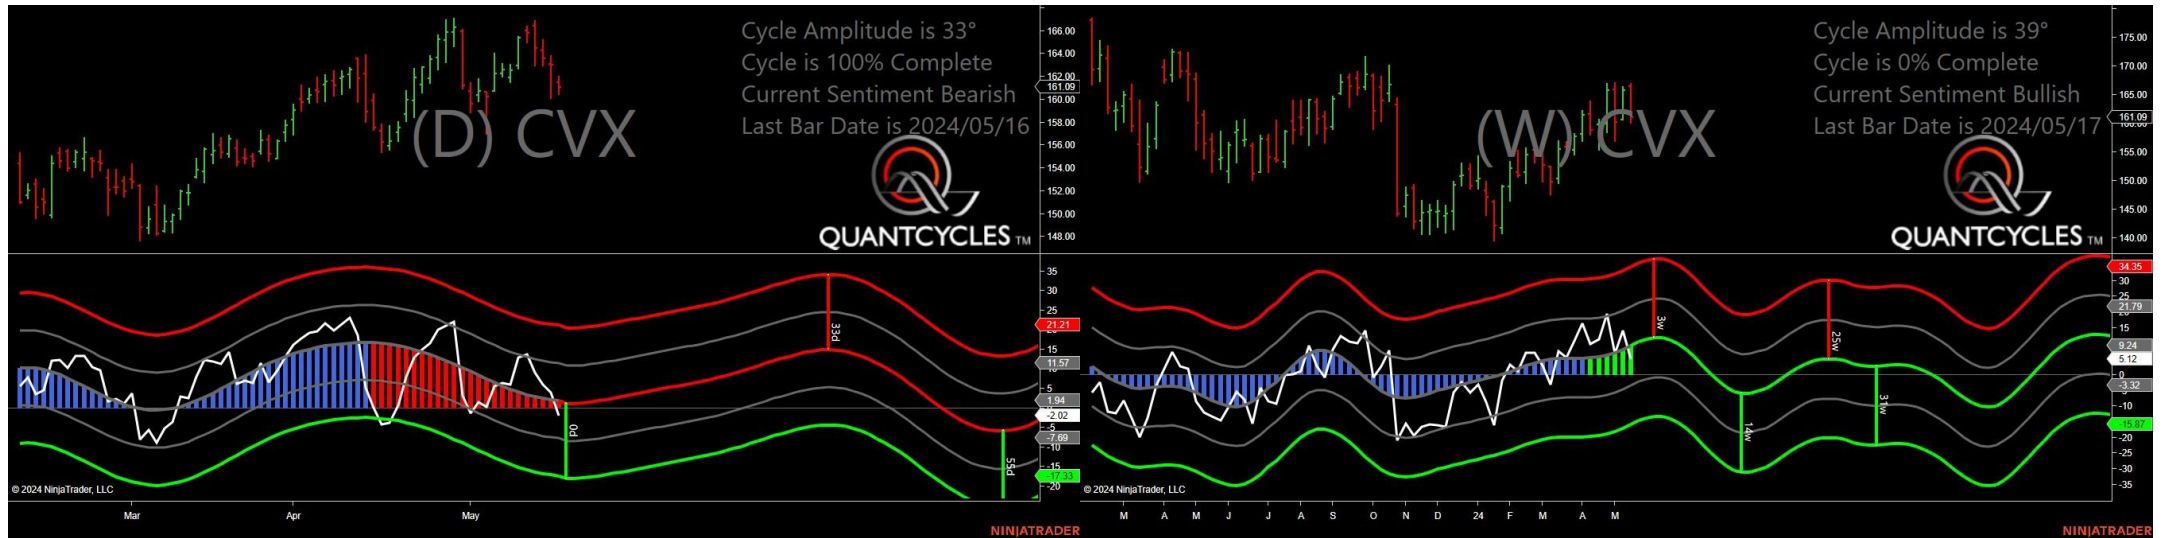 Cycle Amplitude is 33°
Cycle is 100% Complete
Current Sentiment Bearish
Last Bar Date is 2024/05/16
(D) CVX
QUANTCYCLES TM
166.00
164.00
162.00
161.09
160.00
158.00
156.00
154.00
152.00
150.00
148.00
35
30
25
21.21
15
11.57
5
1.94
-2.02
-5
-7.69
-15
-17.33
-20
33d
0d
55d
© 2024 NinjaTrader, LLC
Mar Apr May
NINJATRADER
Cycle Amplitude is 39°
Cycle is 0% Complete
Current Sentiment Bullish
Last Bar Date is 2024/05/17
(W) CVX
QUANTCYCLES TM
175.00
170.00
165.00
161.09
155.00
150.00
145.00
140.00
34.35
30
25
21.79
20
15
9.24
5.12
0
-3.32
-10
-15.87
-20
-25
-30
-35
3w
25w
14w
31w
© 2024 NinjaTrader, LLC
M A M J J A S O N D 24 F M A M
NINJATRADER